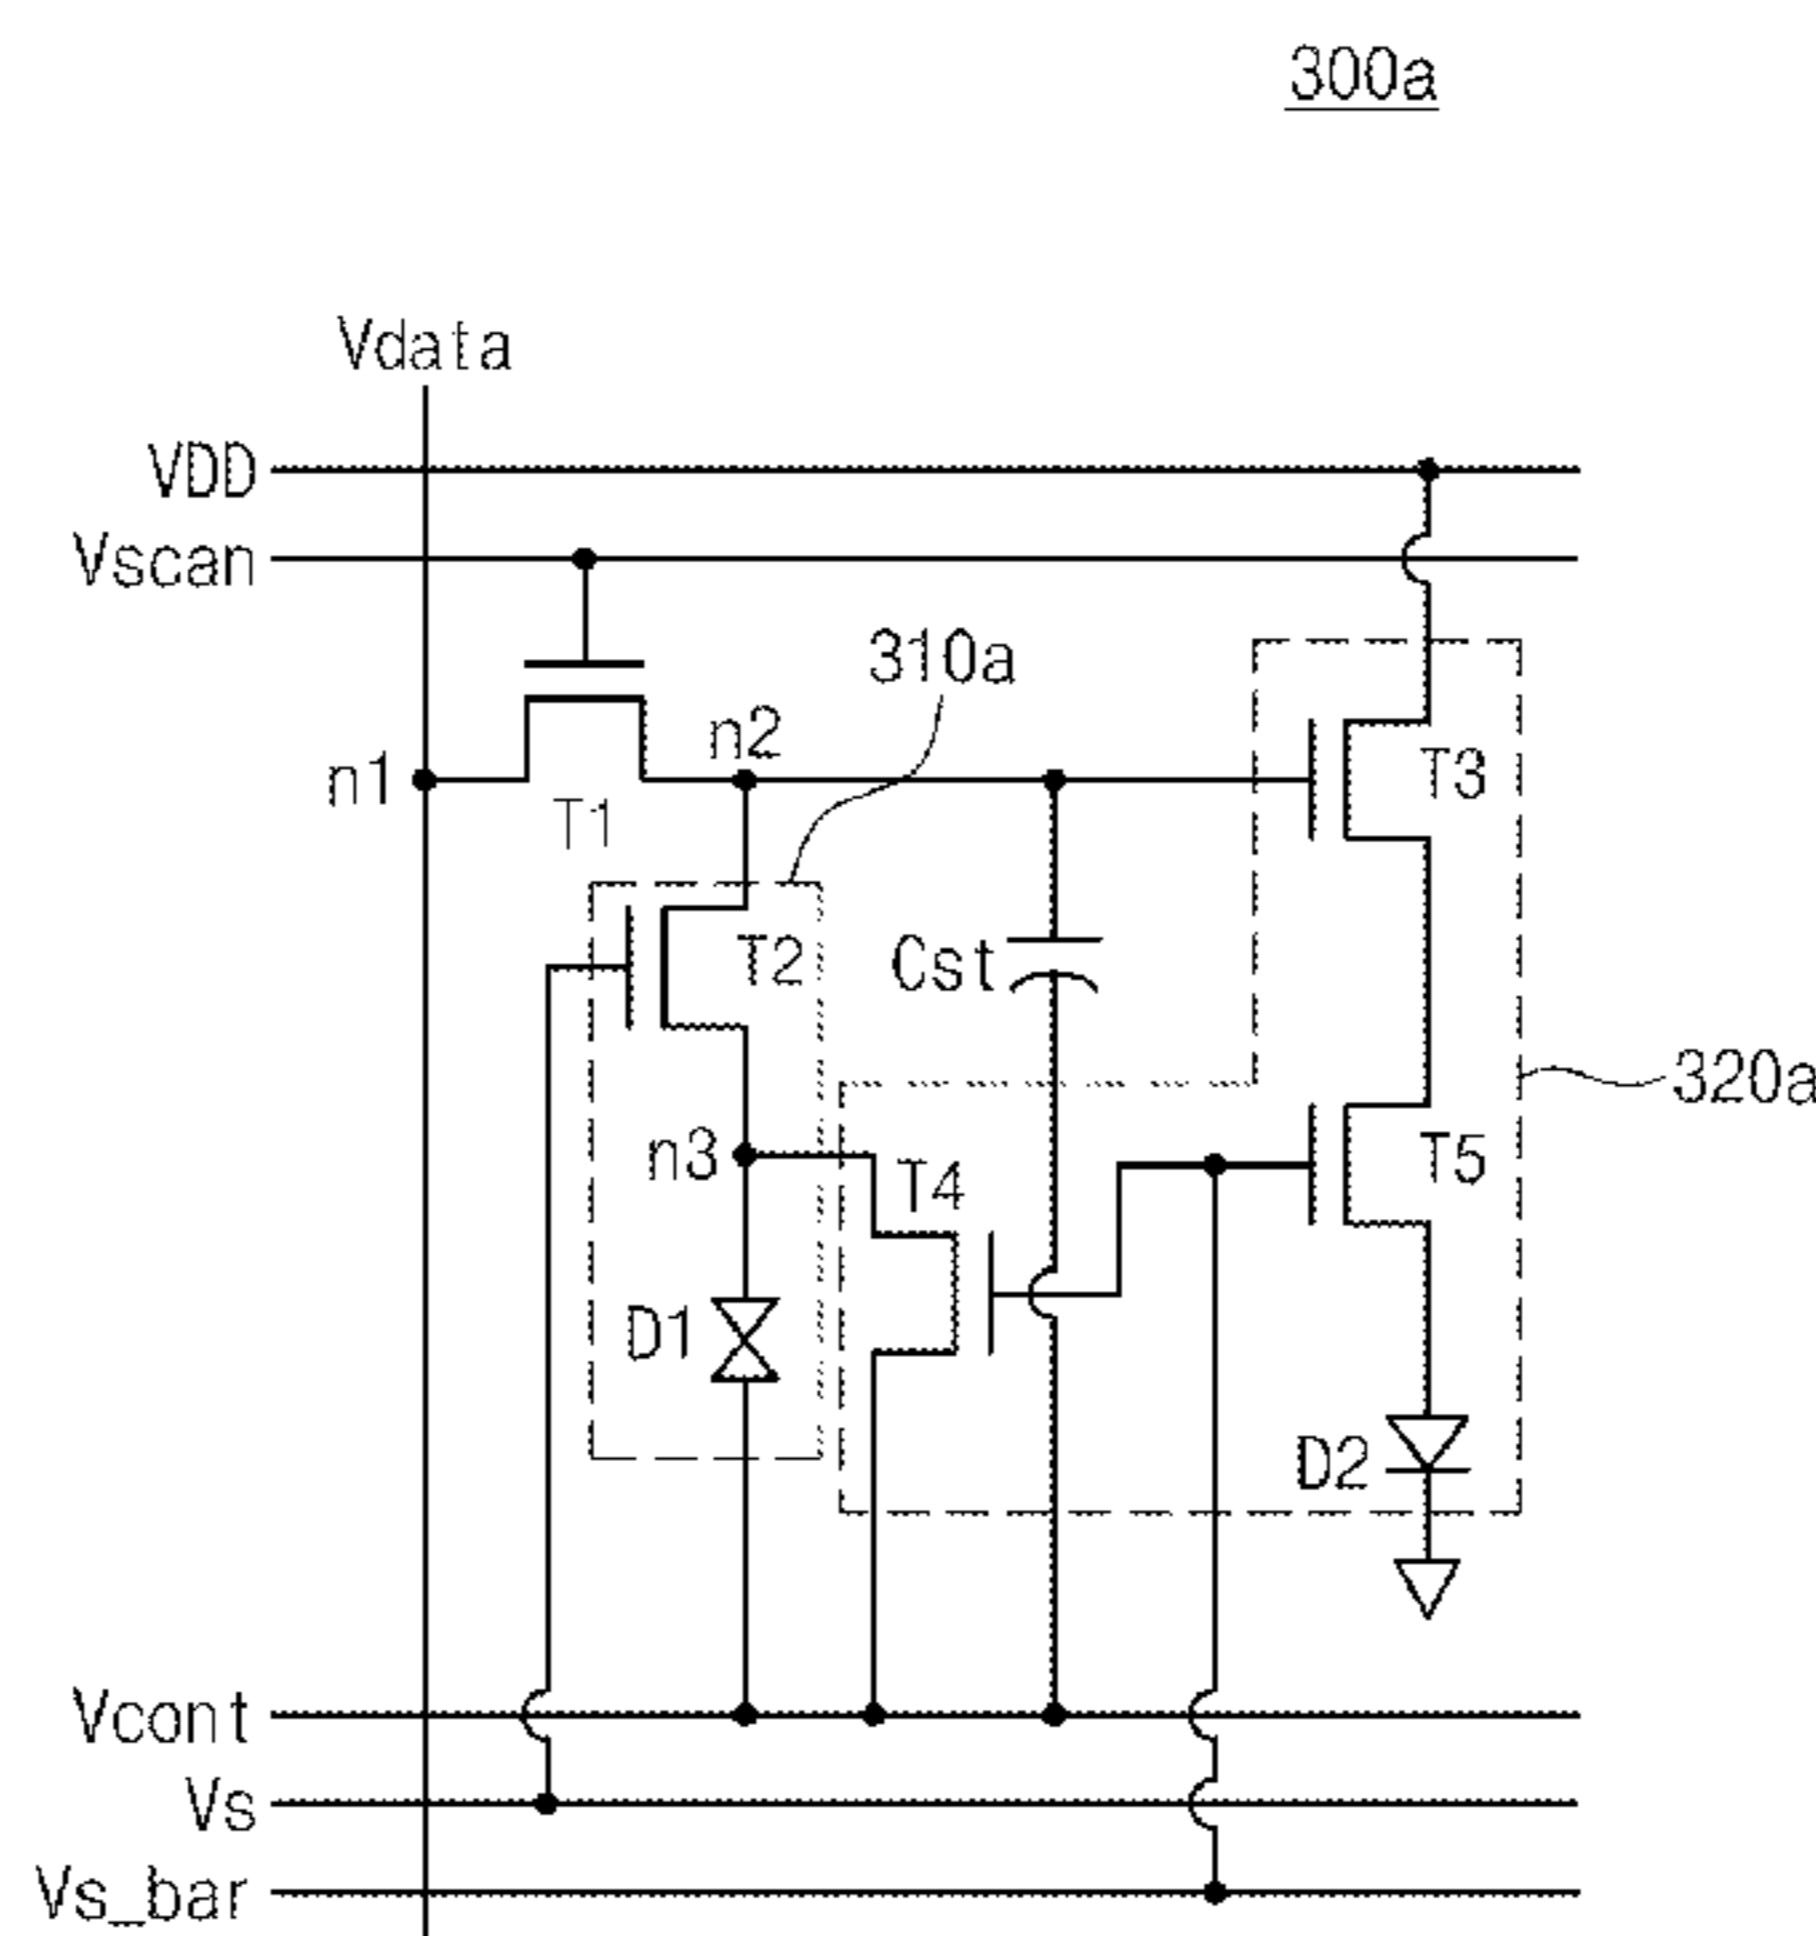 300a
Vdata
VDD
Vscan
310a
n2
n1
T3
T1
T2
Cst
320a
n3
T4
T5
D1
D2
Vcont
Vs
Vs_bar